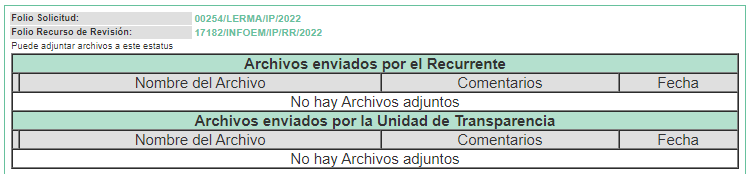 Folio Solicitud: 00254/LERMA/IP/2022
Folio Recurso de Revisión: 17182/INFOEM/IP/RR/2022
Puede adjuntar archivos a este estatus
Archivos enviados por el Recurrente
Nombre del Archivo Comentarios Fecha
No hay Archivos adjuntos
Archivos enviados por la Unidad de Transparencia
Nombre del Archivo Comentarios Fecha
No hay Archivos adjuntos